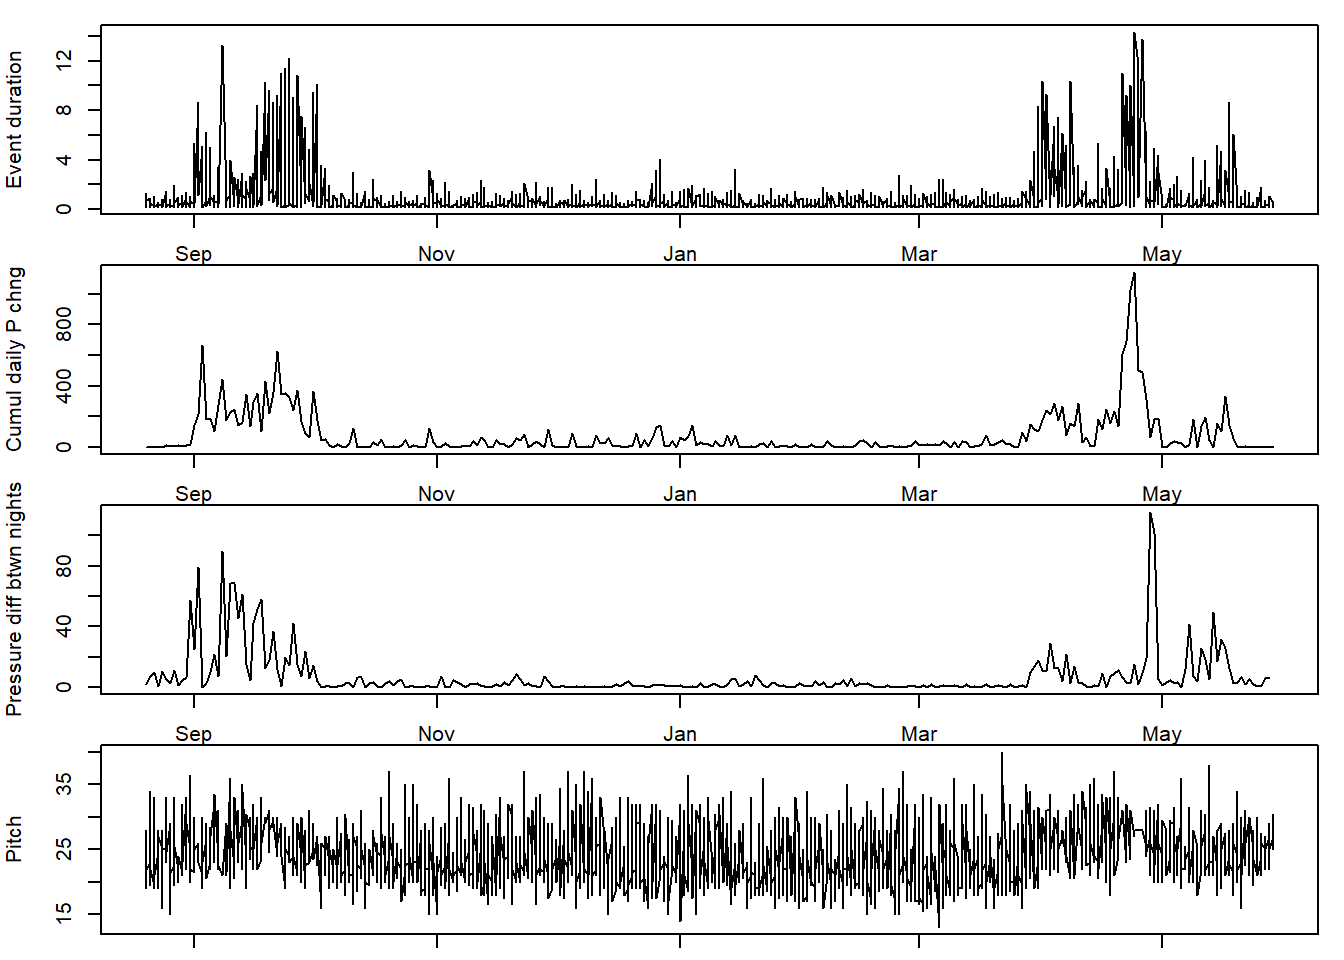 Event duration
12
8
4
0
Sep Nov Jan Mar May
Cumul daily P chng
800
400
0
Sep Nov Jan Mar May
Pressure diff btwn nights
80
40
0
Sep Nov Jan Mar May
Pitch
35
25
15